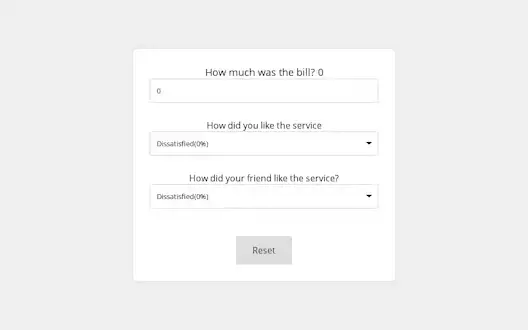 How much was the bill? 0
0
How did you like the service
Dissatisfied(0%)
How did your friend like the service?
Dissatisfied(0%)
Reset